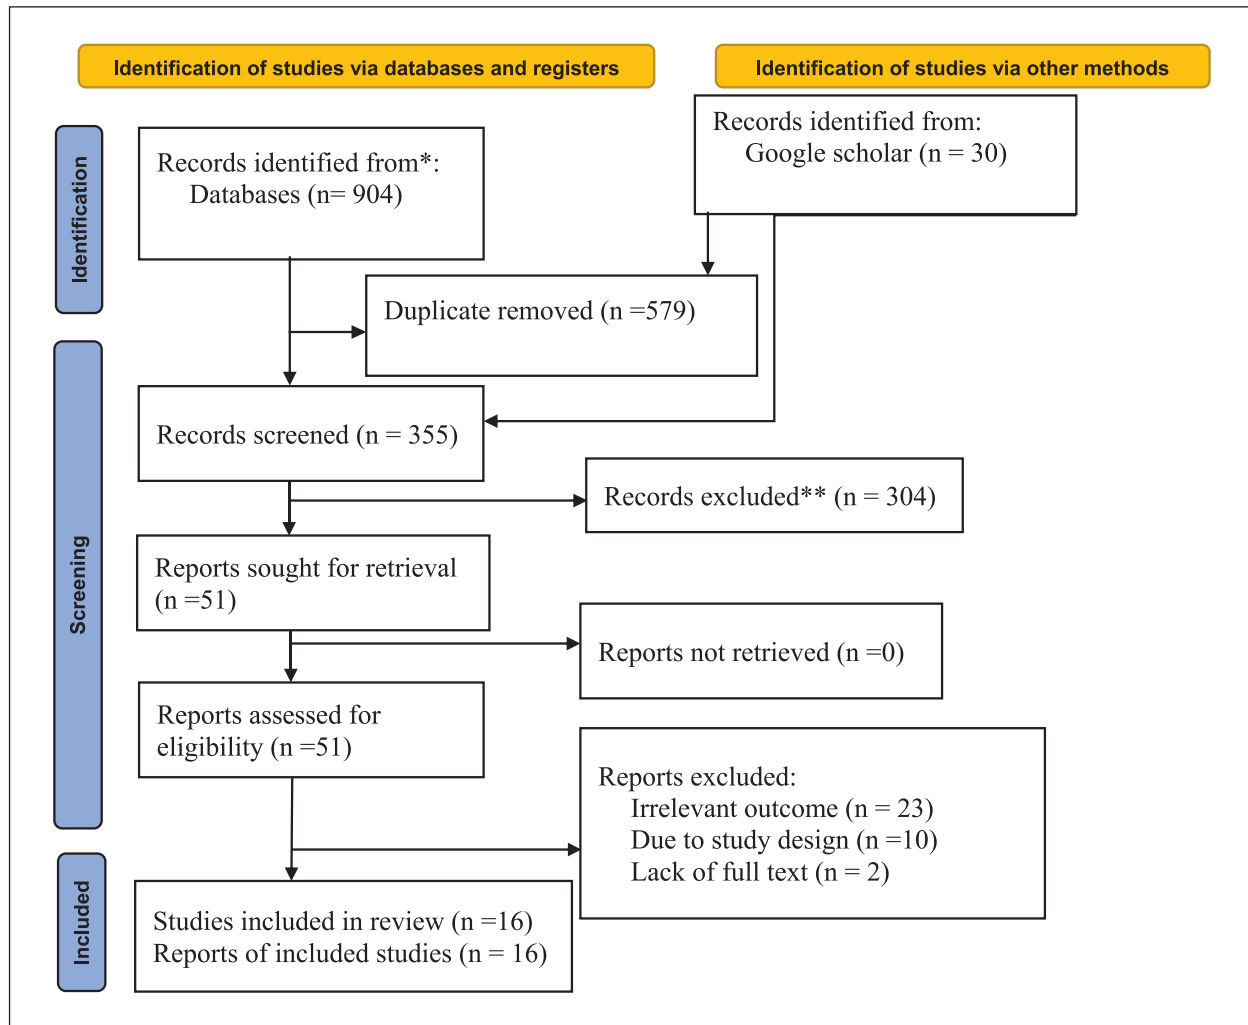 Identification of studies via databases and registers
Identification of studies via other methods
Identification
Records identified from*:
Databases (n= 904)
Records identified from:
Google scholar (n = 30)
Duplicate removed (n =579)
Screening
Records screened (n = 355)
Records excluded** (n = 304)
Reports sought for retrieval
(n =51)
Reports not retrieved (n =0)
Reports assessed for
eligibility (n =51)
Reports excluded:
Irrelevant outcome (n = 23)
Due to study design (n =10)
Lack of full text (n = 2)
Included
Studies included in review (n =16)
Reports of included studies (n = 16)